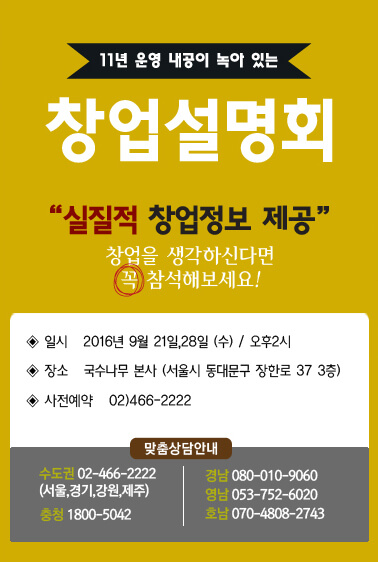 11년 운영 내공이 녹아 있는
창업설명회
“실질적 창업정보 제공”
창업을 생각하신다면
꼭 참석해보세요!
◈ 일시 2016년 9월 21일,28일 (수) / 오후2시
◈ 장소 국수나무 본사 (서울시 동대문구 장한로 37 3층)
◈ 사전예약 02)466-2222
맞춤상담안내
수도권 02-466-2222
(서울,경기,강원,제주)
충청 1800-5042
경남 080-010-9060
영남 053-752-6020
호남 070-4808-2743